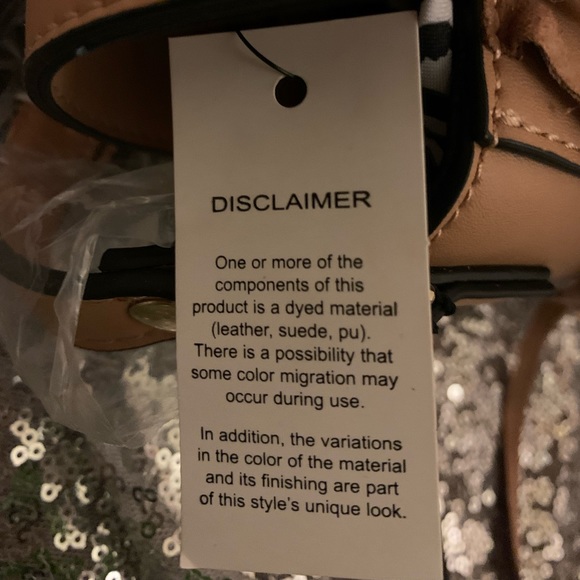 DISCLAIMER
One or more of the
components of this
product is a dyed material
(leather, suede, pu).
There is a possibility that
some color migration may
occur during use.
In addition, the variations
in the color of the material
and its finishing are part
of this style's unique look.